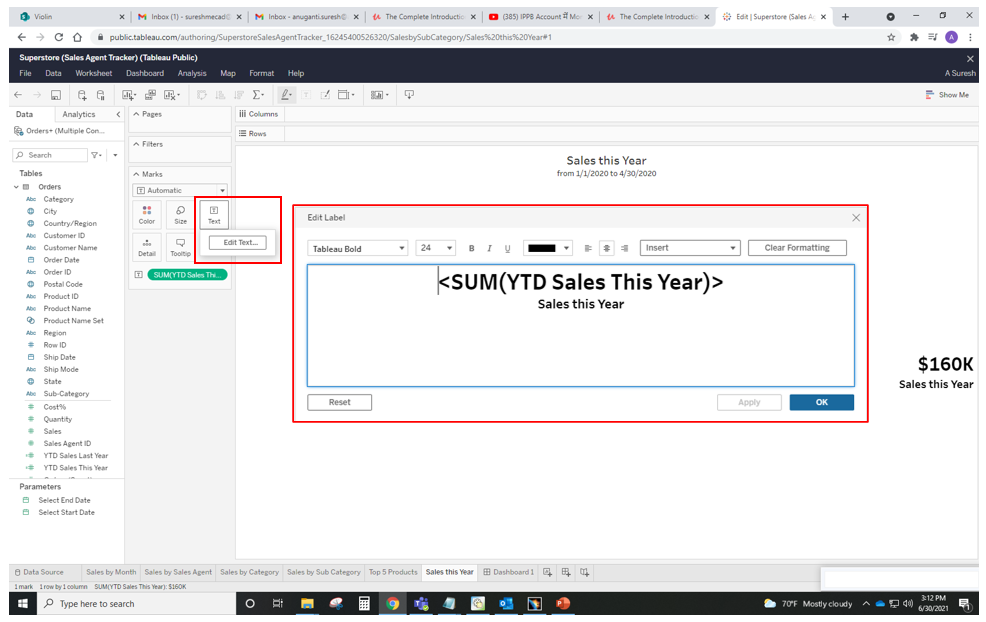 Violin
Inbox (1) - sureshmecad@
Inbox - anuganti.suresh@
The Complete Introductio
(385) IPPB Account में Mo
The Complete Introductio
Edit | Superstore (Sales A
public.tableau.com/authoring/SuperstoreSalesAgentTracker_16245400526320/SalesbySubCategory/Sales%20this%20Year#1
A
Superstore (Sales Agent Tracker) (Tableau Public)
File Data Worksheet Dashboard Analysis Map Format Help
A Suresh
Show Me
Data Analytics
Pages
Columns
Orders+ (Multiple Con...
Rows
Filters
Search
Sales this Year
from 1/1/2020 to 4/30/2020
Tables
Marks
Orders
Automatic
Abc Category
City
Country/Region
Abc Customer ID
Abc Customer Name
Order Date
Abc Order ID
Postal Code
Abc Product ID
Abc Product Name
Product Name Set
Abc Region
Row ID
Ship Date
Abc Ship Mode
State
Abc Sub-Category
Cost%
Quantity
Sales
Sales Agent ID
YTD Sales Last Year
YTD Sales This Year
Parameters
Select End Date
Select Start Date
Color Size Text
Edit Text...
Detail Tooltip
SUM(YTD Sales Thi...
Edit Label
Tableau Bold 24 B I U Insert Clear Formatting
<SUM(YTD Sales This Year)>
Sales this Year
Reset Apply OK
$160K
Sales this Year
Data Source Sales by Month Sales by Sales Agent Sales by Category Sales by Sub Category Top 5 Products Sales this Year Dashboard 1
1 mark 1 row by 1 column SUM(YTD Sales This Year): $160K
Type here to search
70°F Mostly cloudy
3:12 PM
6/30/2021
1